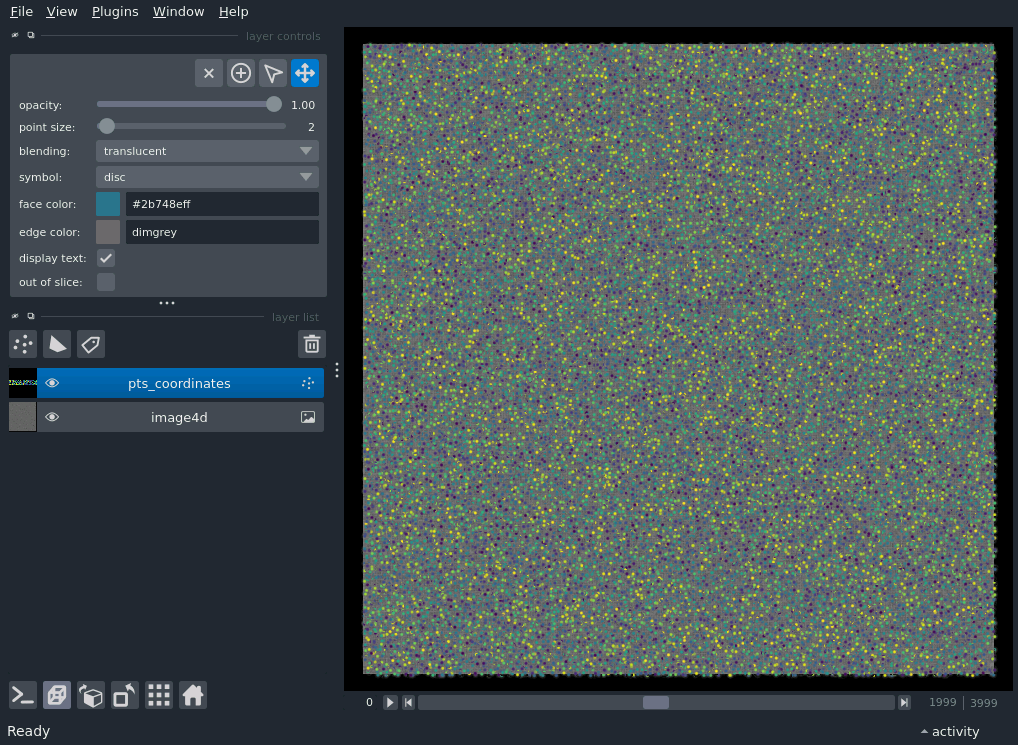 File View Plugins Window Help
layer controls
opacity: 1.00
point size: 2
blending: translucent
symbol: disc
face color: #2b748eff
edge color: dimgrey
display text:
out of slice:
layer list
pts_coordinates
image4d
0 1999 3999
Ready activity